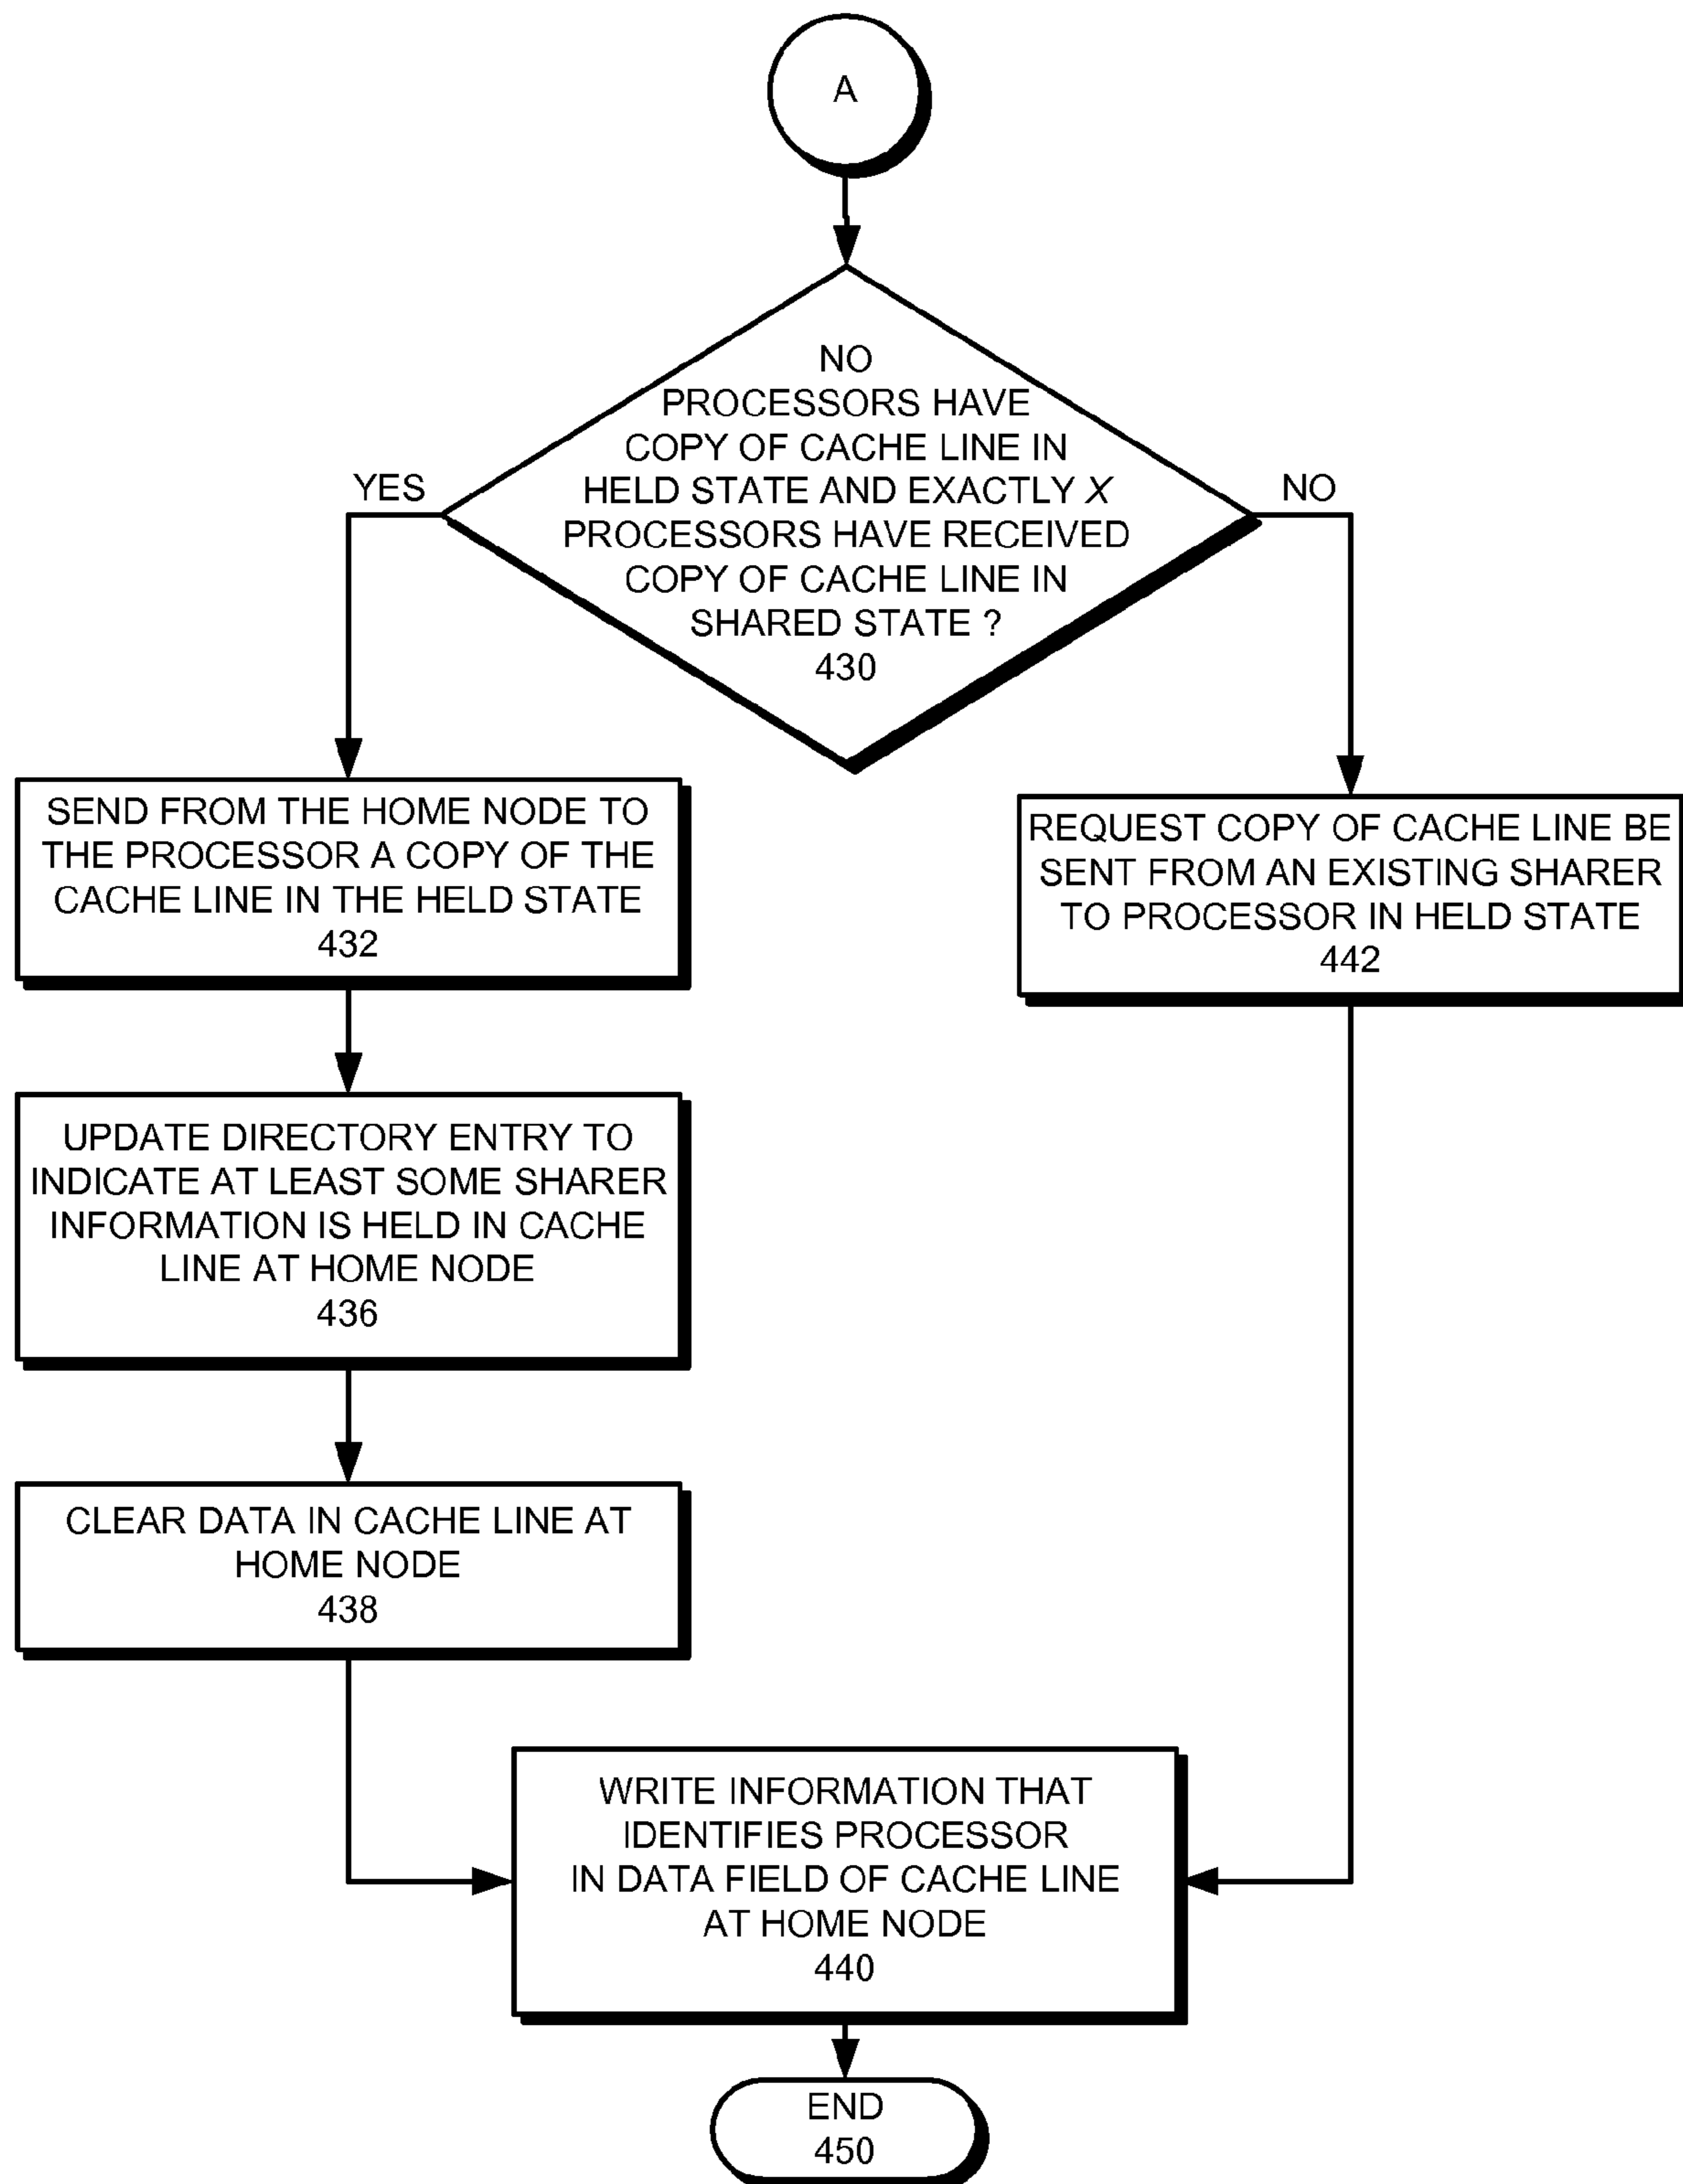 A
NO
PROCESSORS HAVE
COPY OF CACHE LINE IN
HELD STATE AND EXACTLY X
PROCESSORS HAVE RECEIVED
COPY OF CACHE LINE IN
SHARED STATE ?
430
YES
NO
SEND FROM THE HOME NODE TO
THE PROCESSOR A COPY OF THE
CACHE LINE IN THE HELD STATE
432
REQUEST COPY OF CACHE LINE BE
SENT FROM AN EXISTING SHARER
TO PROCESSOR IN HELD STATE
442
UPDATE DIRECTORY ENTRY TO
INDICATE AT LEAST SOME SHARER
INFORMATION IS HELD IN CACHE
LINE AT HOME NODE
436
CLEAR DATA IN CACHE LINE AT
HOME NODE
438
WRITE INFORMATION THAT
IDENTIFIES PROCESSOR
IN DATA FIELD OF CACHE LINE
AT HOME NODE
440
END
450